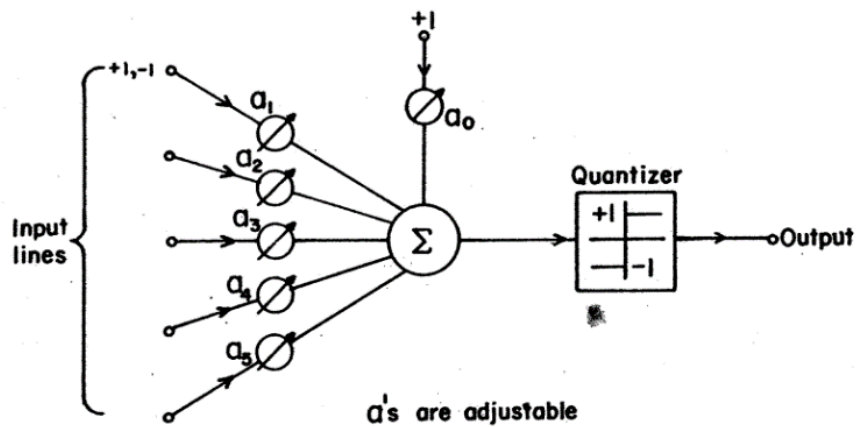 +1
+1,-1
a₁
a₀
a₂
Quantizer
+1
a₃
Input
lines
Σ
Output
-1
a₄
a₅
a's are adjustable